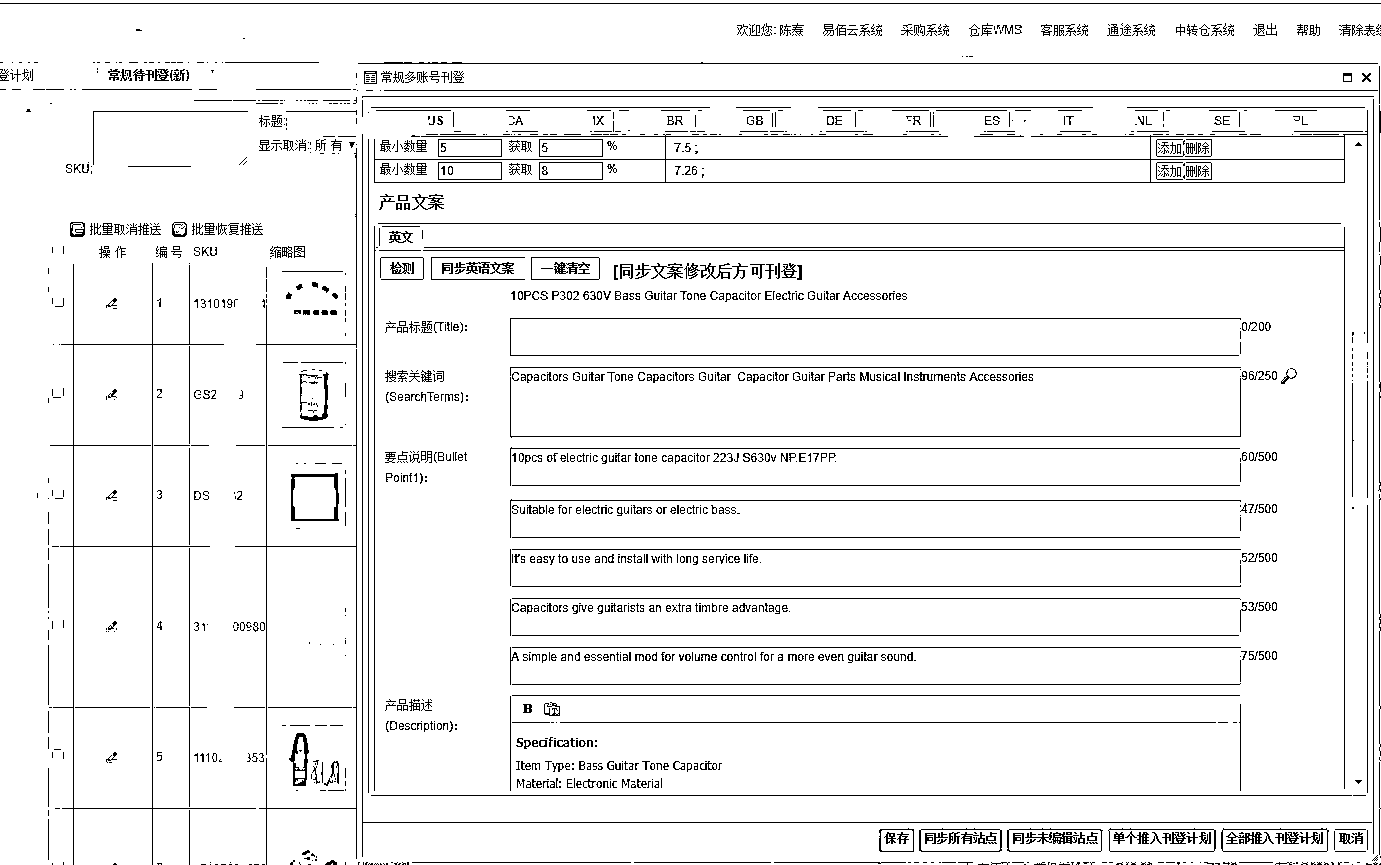 欢迎您: 陈熹 易佰云系统 采购系统 仓库WMS 客服系统 通途系统 中转仓系统 退出 帮助 清除表
登计划 常规待刊登(新)
常规多账号刊登
US CA MX BR GB DE FR ES IT NL SE PL
标题:
显示取消: 所有
SKU:
最小数量 5 获取 5 % 7.5 ; 添加 删除
最小数量 10 获取 8 % 7.26 ; 添加 删除
产品文案
批量取消推送 批量恢复推送
英文
操作 编号 SKU 缩略图
检测 同步英语文案 一键清空 [同步文案修改后方可刊登]
10PCS P302 630V Bass Guitar Tone Capacitor Electric Guitar Accessories
1
产品标题(Title): 0/200
搜索关键词(SearchTerms): Capacitors Guitar Tone Capacitors Guitar Capacitor Guitar Parts Musical Instruments Accessories 96/250
2 GS2 9
要点说明(Bullet Point1): 10pcs of electric guitar tone capacitor 223J S630v NP.E17PP. 60/500
3 DS 52
Suitable for electric guitars or electric bass. 47/500
It's easy to use and install with long service life. 52/500
Capacitors give guitarists an extra timbre advantage. 53/500
4 31 00980
A simple and essential mod for volume control for a more even guitar sound. 75/500
产品描述(Description):
B
Specification:
5 1110 353
Item Type: Bass Guitar Tone Capacitor
Material: Electronic Material
保存 同步所有站点 同步未编辑站点 单个推入刊登计划 全部推入刊登计划 取消